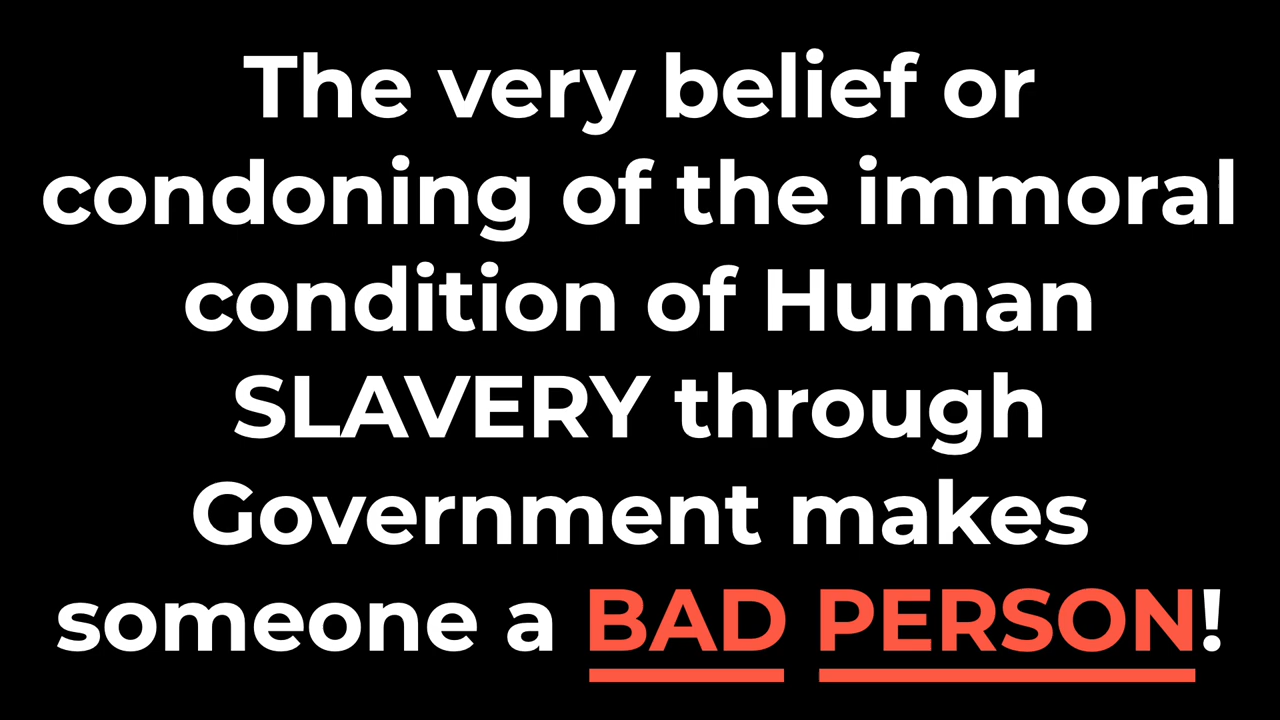 The very belief or
condoning of the immoral
condition of Human
SLAVERY through
Government makes
someone a BAD PERSON!